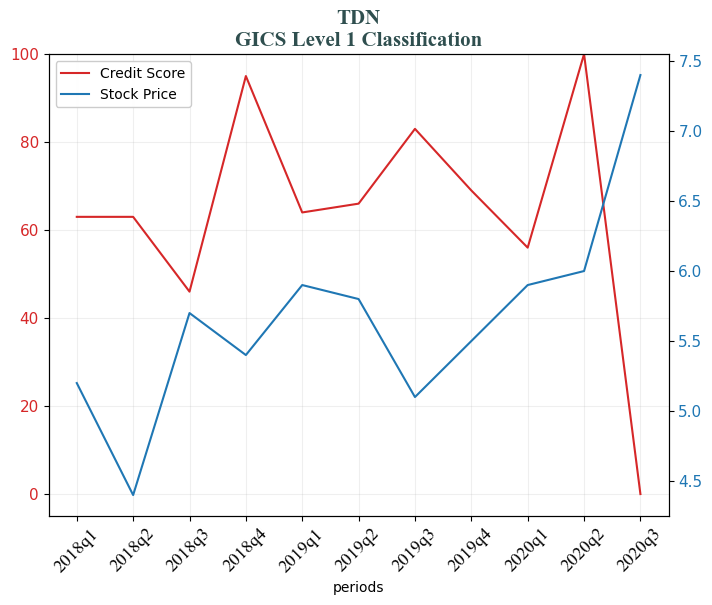 TDN
GICS Level 1 Classification
Credit Score
Stock Price
100
80
60
40
20
0
7.5
7.0
6.5
6.0
5.5
5.0
4.5
2018q1
2018q2
2018q3
2018q4
2019q1
2019q2
2019q3
2019q4
2020q1
2020q2
2020q3
periods